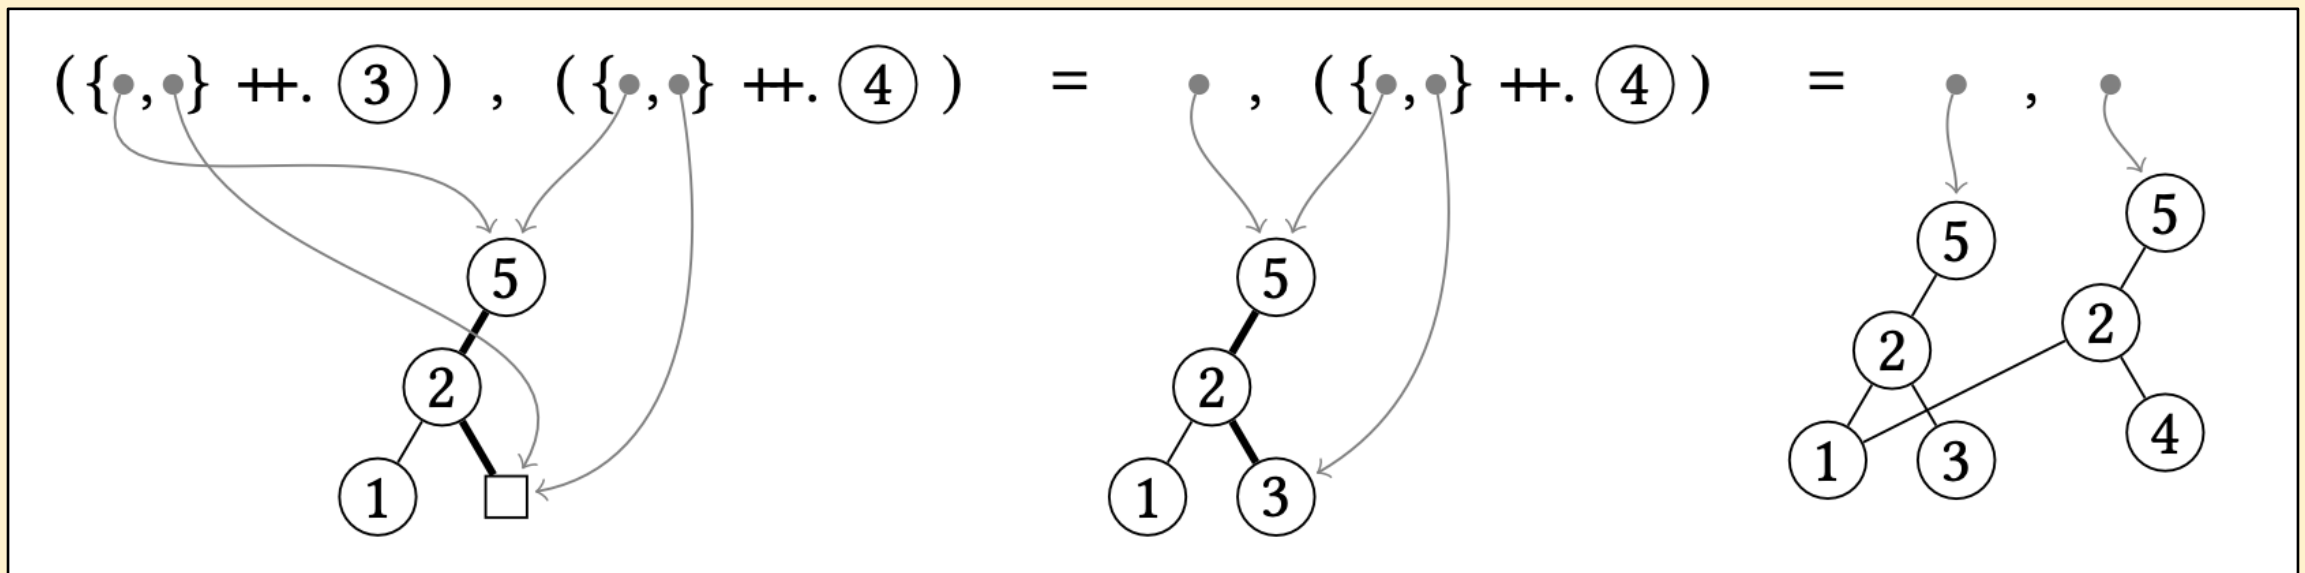 ({•,•} ++. 3) , ({•,•} ++. 4) = • , ({•,•} ++. 4) = • , •
5 5 5 5
2 2 2 2
1 1 3 1 3 4